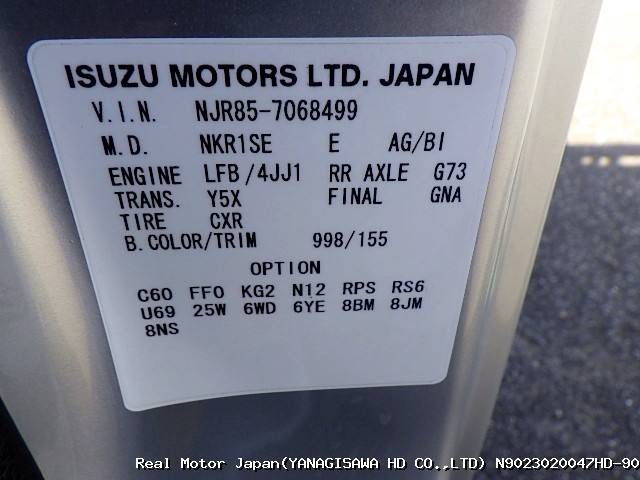 ISUZU MOTORS LTD. JAPAN
V.I.N. NJR85-7068499
M.D. NKR1SE E AG/BI
ENGINE LFB/4JJ1 RR AXLE G73
TRANS. Y5X FINAL GNA
TIRE CXR
B.COLOR/TRIM 998/155
OPTION
C60 FF0 KG2 N12 RPS RS6
U69 25W 6WD 6YE 8BM 8JM
8NS
Real Motor Japan(YANAGISAWA HD CO.,LTD) N9023020047HD-90